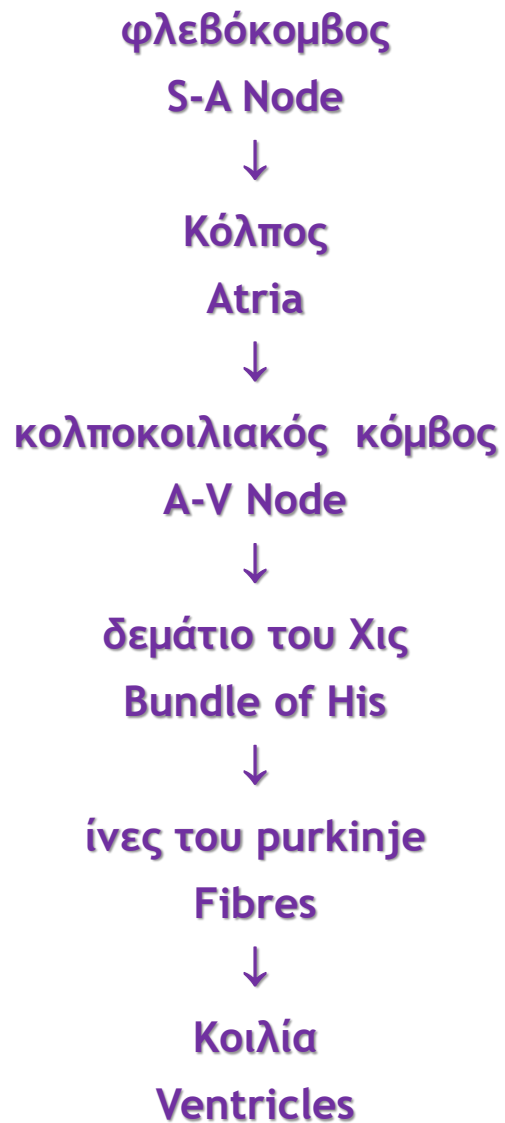 φλεβόκομβος
S-A Node
↓
Κόλπος
Atria
↓
κολποκοιλιακός κόμβος
A-V Node
↓
δεμάτιο του Χις
Bundle of His
↓
ίνες του purkinje
Fibres
↓
Κοιλία
Ventricles